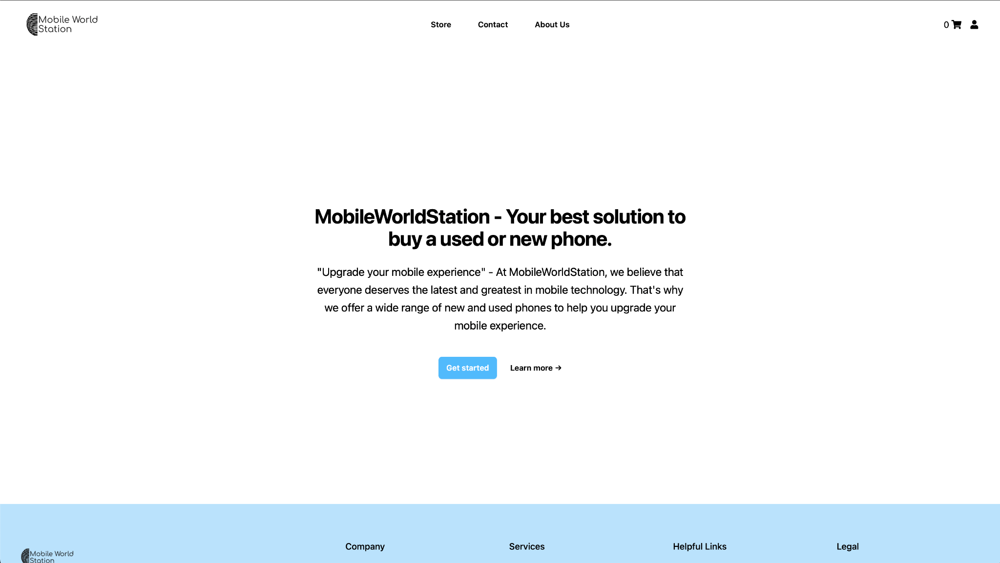 Mobile World
Station
Store
Contact
About Us
0
MobileWorldStation - Your best solution to
buy a used or new phone.
"Upgrade your mobile experience" - At MobileWorldStation, we believe that
everyone deserves the latest and greatest in mobile technology. That's why
we offer a wide range of new and used phones to help you upgrade your
mobile experience.
Get started
Learn more →
Mobile World
Station
Company
Services
Helpful Links
Legal